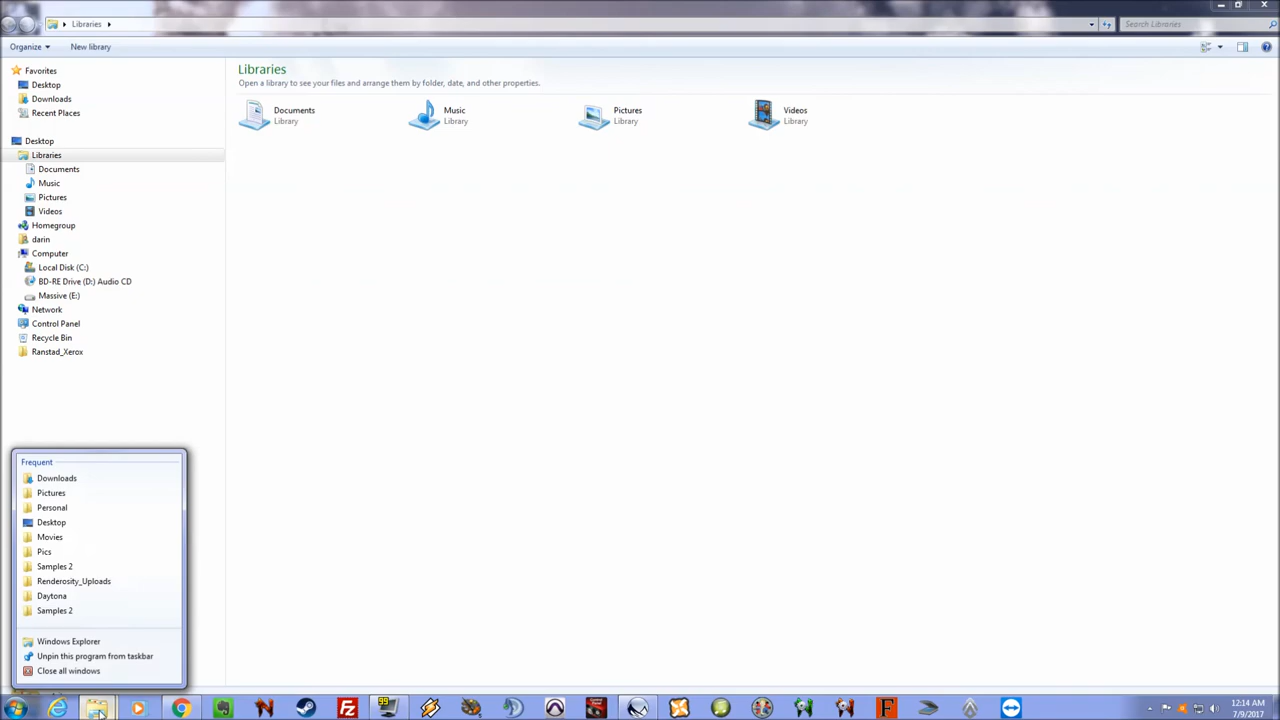 Libraries
Search Libraries
Organize
New library
Favorites
Desktop
Downloads
Recent Places
Desktop
Libraries
Documents
Music
Pictures
Videos
Homegroup
darin
Computer
Local Disk (C:)
BD-RE Drive (D:) Audio CD
Massive (E:)
Network
Control Panel
Recycle Bin
Ranstad_Xerox
Libraries
Open a library to see your files and arrange them by folder, date, and other properties.
Documents
Library
Music
Library
Pictures
Library
Videos
Library
Frequent
Downloads
Pictures
Personal
Desktop
Movies
Pics
Samples 2
Renderosity_Uploads
Daytona
Samples 2
Windows Explorer
Unpin this program from taskbar
Close all windows
99
12:14 AM
7/9/2017